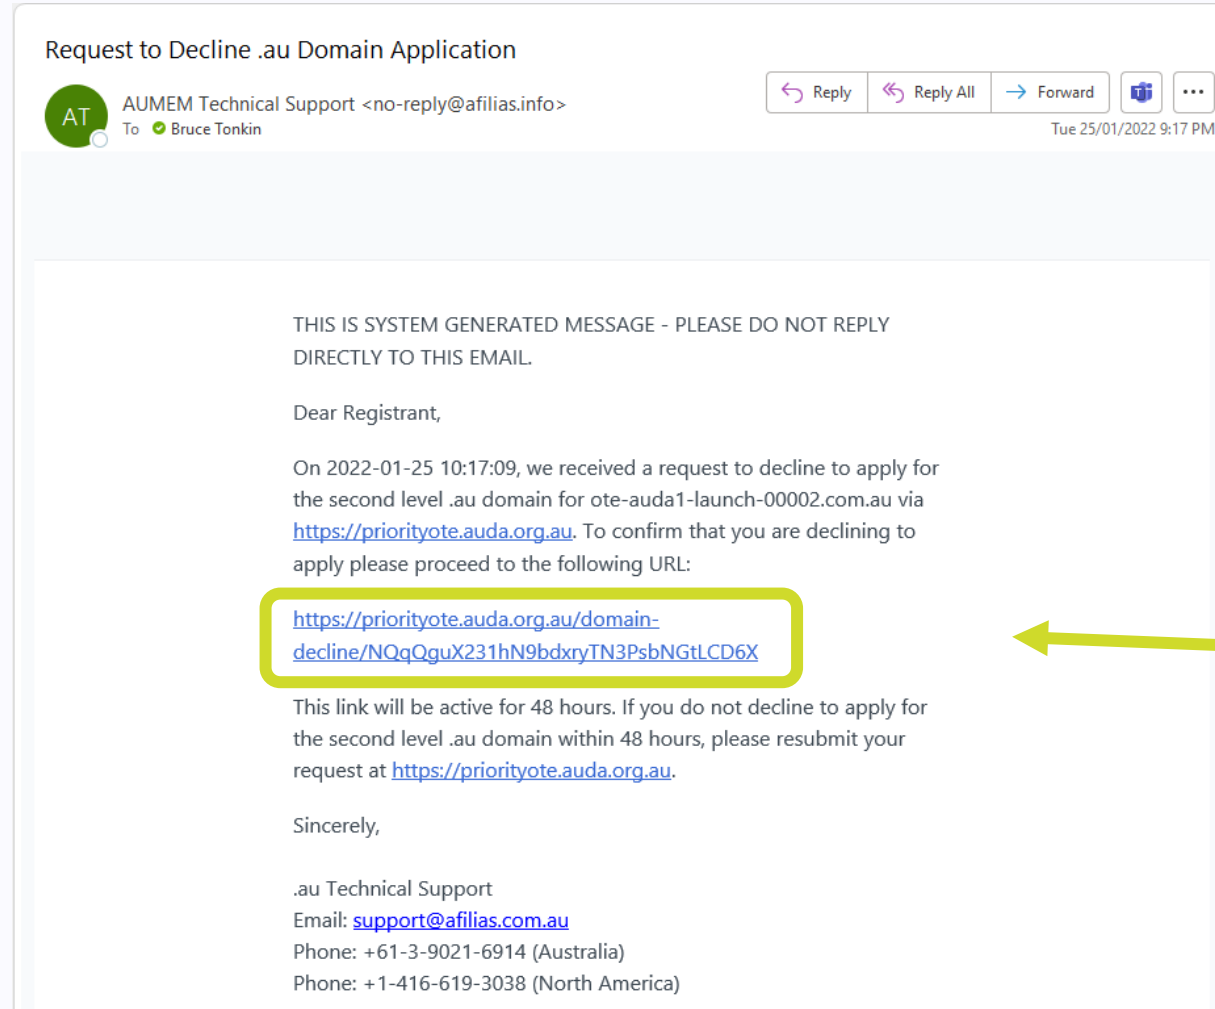 Request to Decline .au Domain Application
AT
AUMEM Technical Support <no-reply@afilias.info>
To Bruce Tonkin
Reply
Reply All
Forward
Tue 25/01/2022 9:17 PM
THIS IS SYSTEM GENERATED MESSAGE - PLEASE DO NOT REPLY
DIRECTLY TO THIS EMAIL.
Dear Registrant,
On 2022-01-25 10:17:09, we received a request to decline to apply for
the second level .au domain for ote-auda1-launch-00002.com.au via
https://priorityote.auda.org.au. To confirm that you are declining to
apply please proceed to the following URL:
https://priorityote.auda.org.au/domain-
decline/NQqQguX231hN9bdxryTN3PsbNGtLCD6X
This link will be active for 48 hours. If you do not decline to apply for
the second level .au domain within 48 hours, please resubmit your
request at https://priorityote.auda.org.au.
Sincerely,
.au Technical Support
Email: support@afilias.com.au
Phone: +61-3-9021-6914 (Australia)
Phone: +1-416-619-3038 (North America)